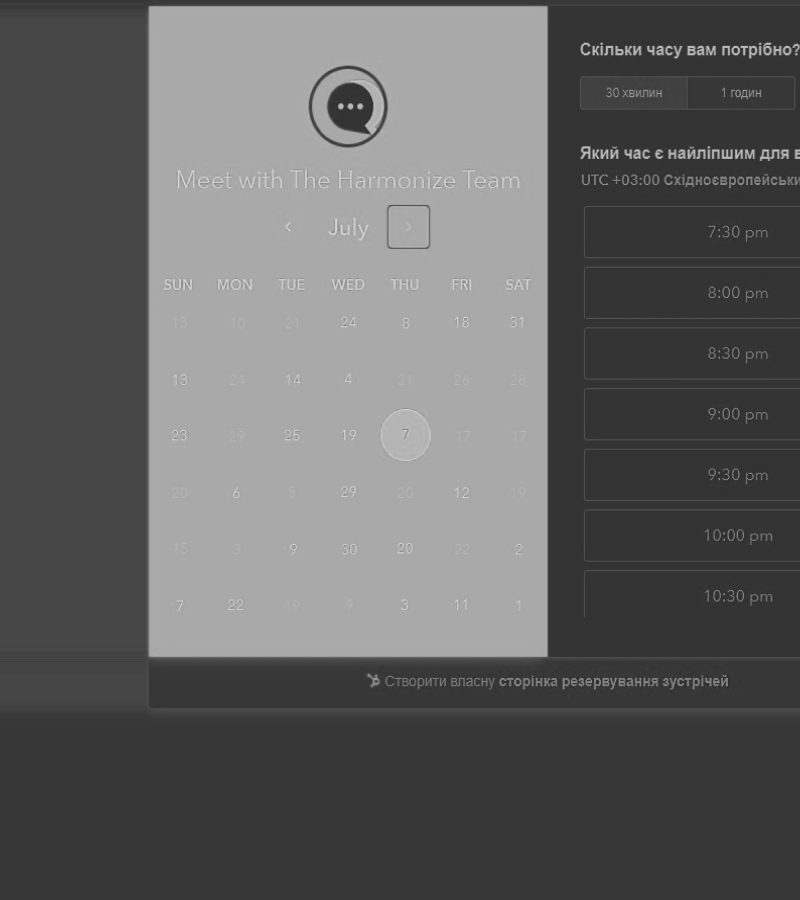 Meet with The Harmonize Team
July
SUN MON TUE WED THU FRI SAT
13 10 21 24 8 18 31
13 24 14 4 21 26 28
23 29 25 19 7 17 17
20 6 5 29 20 12 19
15 3 9 30 20 22 2
7 22 19 9 3 11 1
Скільки часу вам потрібно?
30 хвилин 1 годин
Який час є найліпшим для в
UTC +03:00 Східноєвропейськи
7:30 pm
8:00 pm
8:30 pm
9:00 pm
9:30 pm
10:00 pm
10:30 pm
Створити власну сторінка резервування зустрічей